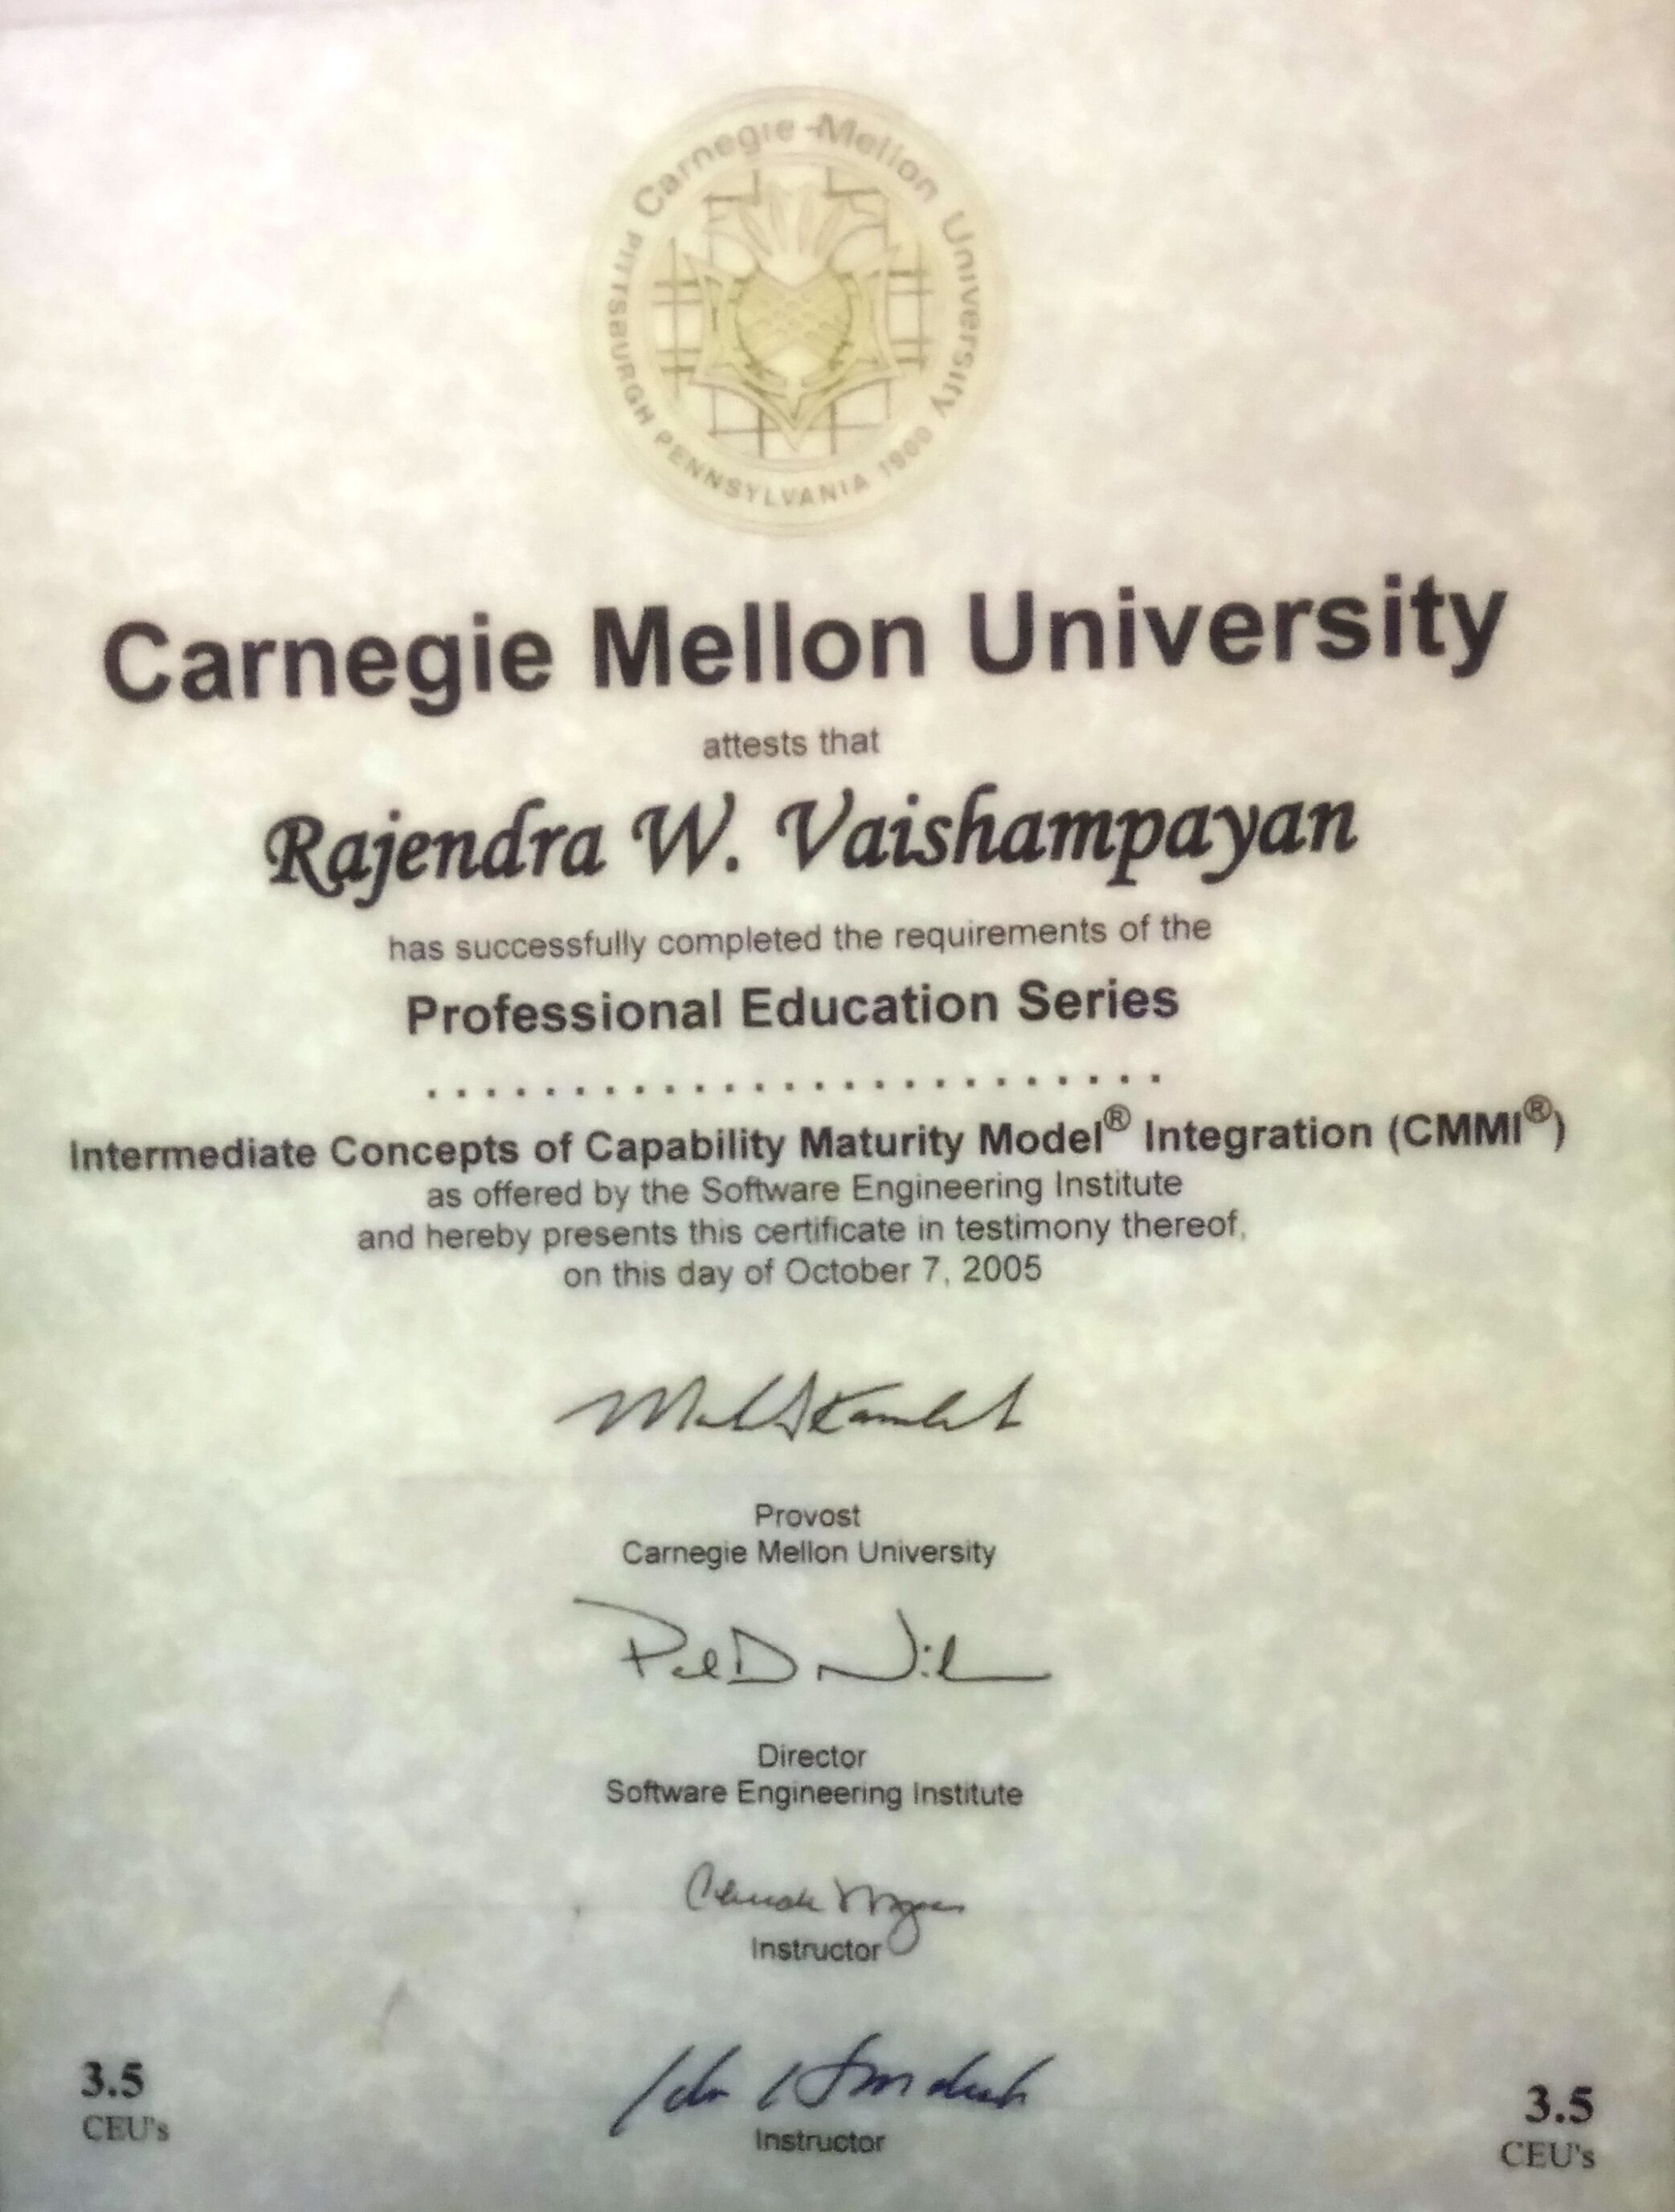 Carnegie Mellon University
PITTSBURGH PENNSYLVANIA 1900
Carnegie Mellon University
attests that
Rajendra W. Vaishampayan
has successfully completed the requirements of the
Professional Education Series
..........................
Intermediate Concepts of Capability Maturity Model® Integration (CMMI®)
as offered by the Software Engineering Institute
and hereby presents this certificate in testimony thereof,
on this day of October 7, 2005
Provost
Carnegie Mellon University
Director
Software Engineering Institute
Instructor
Instructor
3.5
CEU's
3.5
CEU's